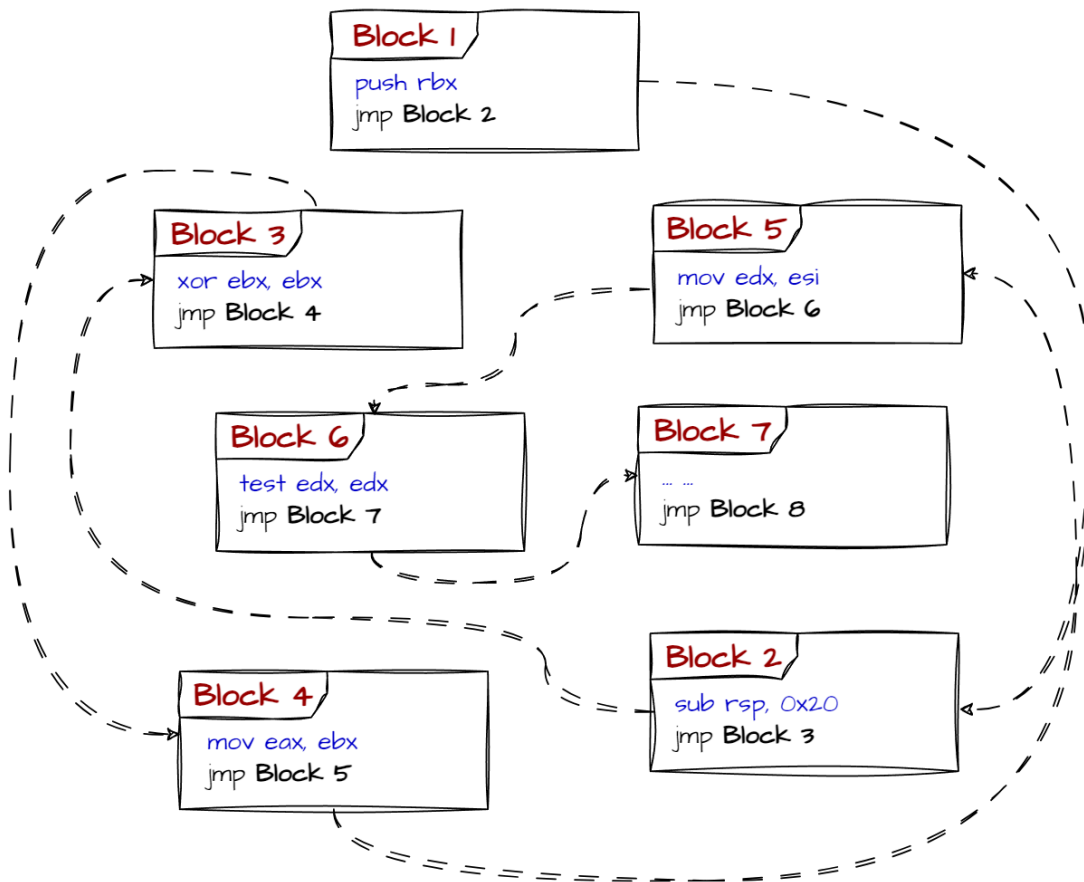 Block 1
push rbx
jmp Block 2
Block 3
xor ebx, ebx
jmp Block 4
Block 5
mov edx, esi
jmp Block 6
Block 6
test edx, edx
jmp Block 7
Block 7
... ...
jmp Block 8
Block 2
sub rsp, 0x20
jmp Block 3
Block 4
mov eax, ebx
jmp Block 5